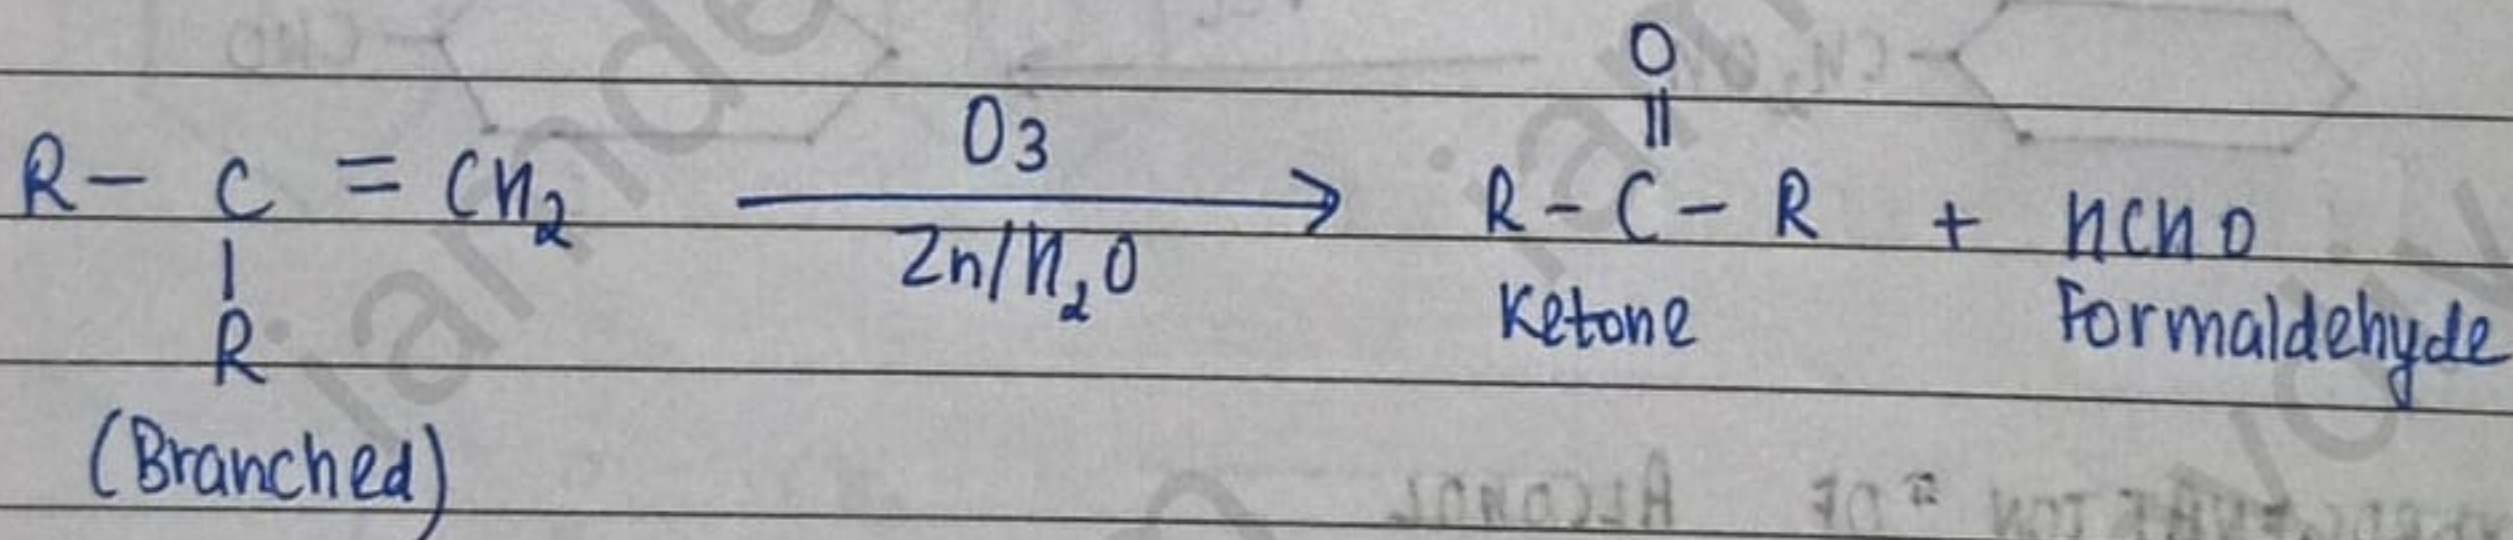 O
||
R - C = CH2 O3 Zn/H2O R - C - R + HCHO
|
R
Ketone Formaldehyde
(Branched)